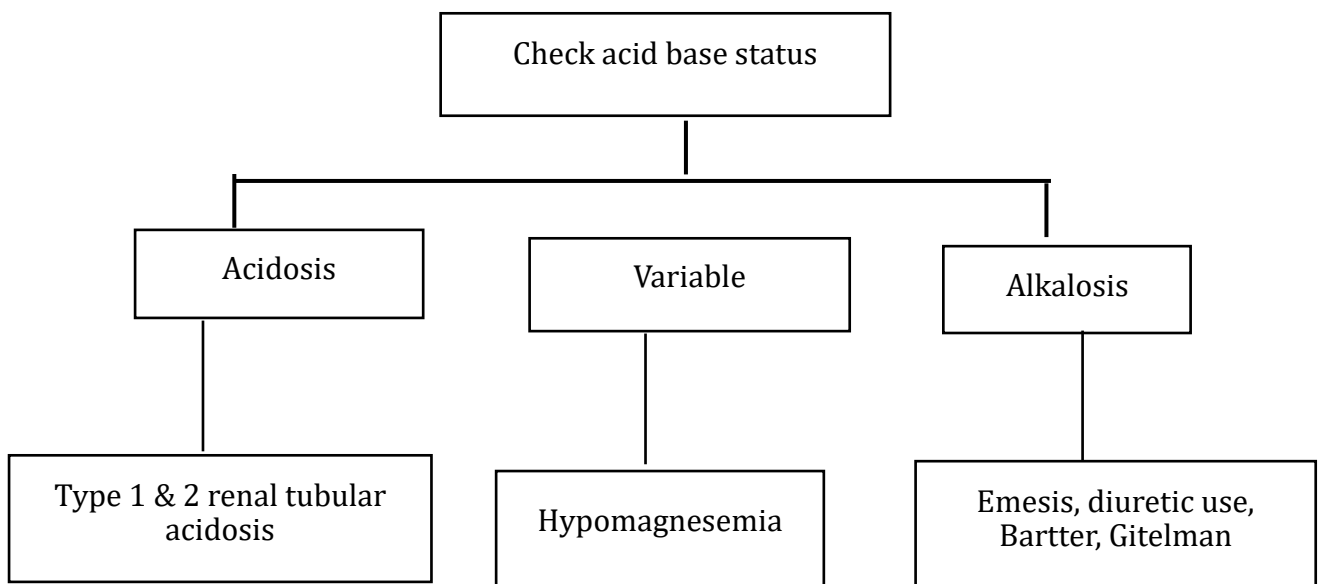 Check acid base status
Acidosis
Variable
Alkalosis
Type 1 & 2 renal tubular
acidosis
Hypomagnesemia
Emesis, diuretic use,
Bartter, Gitelman